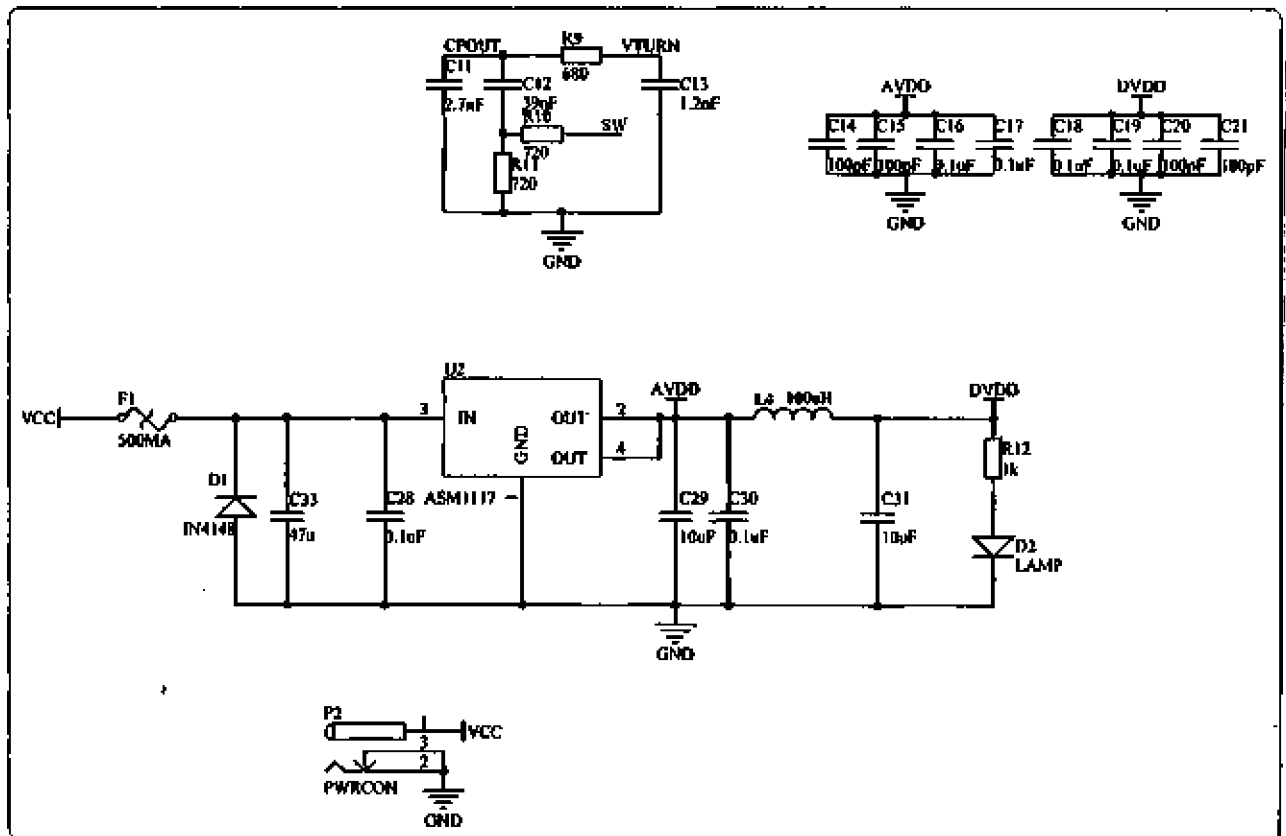 CPOUT
R9
VTURN
C11
680
C12
C13
2.7nF
39nF
1.2nF
R10
SW
720
R11
720
AVDD
DVDD
C14
C15
C16
C17
C18
C19
C20
C21
100pF
100pF
0.1uF
0.1uF
0.1uF
0.1uF
100pF
100pF
GND
GND
GND
U2
F1
AVDD
L4
100uH
DVDD
VCC
3
IN
OUT
2
500MA
GND
OUT
4
R12
1k
D1
C33
C28
ASM1117
C29
C30
C31
IN4148
47u
0.1uF
10uF
0.1uF
10pF
D2
LAMP
GND
P2
VCC
3
2
PWRCON
GND